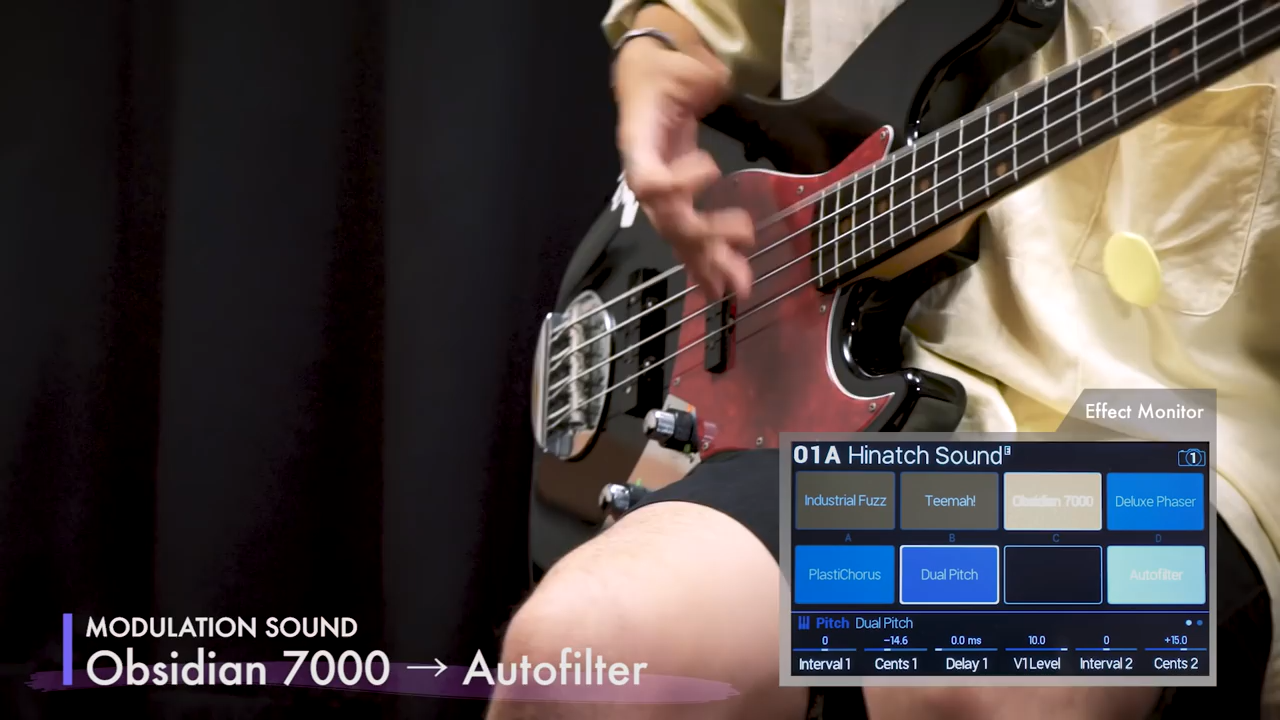 Effect Monitor
01A Hinatch Sound E
1
Industrial Fuzz Teemah! Obsidian 7000 Deluxe Phaser
A B C D
PlastiChorus Dual Pitch Autofilter
Pitch Dual Pitch
0 −14.6 0.0 ms 10.0 0 +15.0
Interval 1 Cents 1 Delay 1 V1 Level Interval 2 Cents 2
MODULATION SOUND
Obsidian 7000 → Autofilter